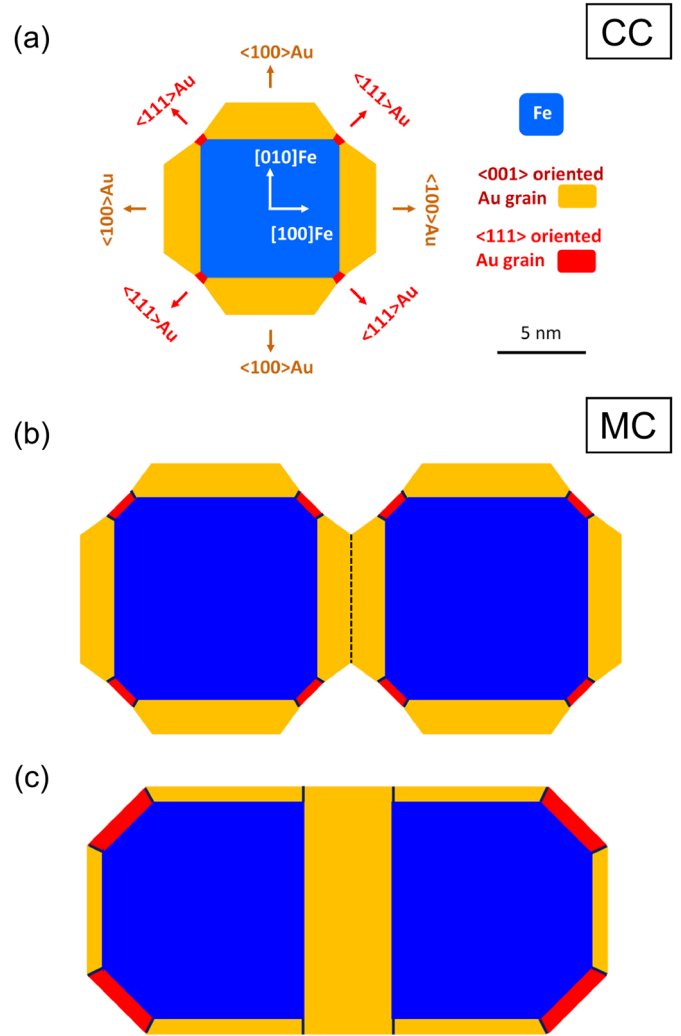 (a)
CC
<100>Au
<111>Au
<111>Au
Fe
[010]Fe
<100>Au
[100]Fe
<100>Au
<001> oriented
Au grain
<111> oriented
Au grain
<111>Au
<111>Au
<100>Au
5 nm
(b)
MC
(c)